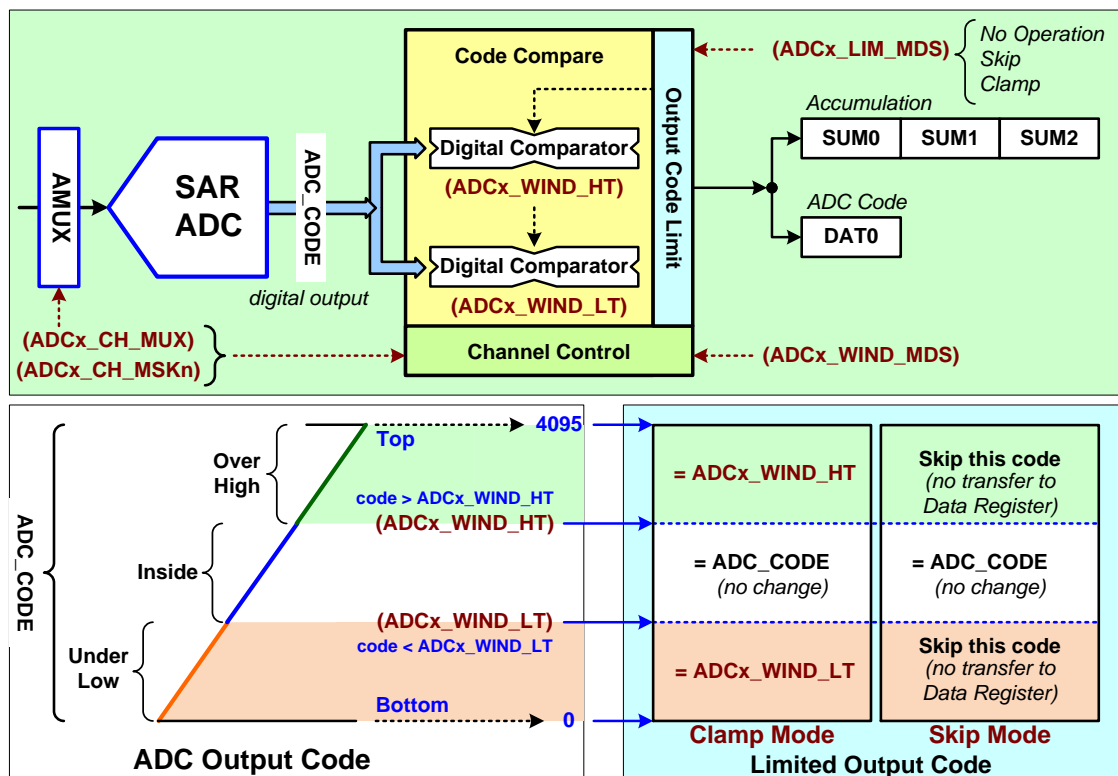 Code Compare
(ADCx_LIM_MDS)
No Operation
Skip
Clamp
Accumulation
SUM0 SUM1 SUM2
AMUX
SAR
ADC
ADC_CODE
digital output
Digital Comparator
(ADCx_WIND_HT)
Digital Comparator
(ADCx_WIND_LT)
Output Code Limit
ADC Code
DAT0
(ADCx_CH_MUX)
(ADCx_CH_MSKn)
Channel Control
(ADCx_WIND_MDS)
ADC_CODE
Top
4095
Over
High
code > ADCx_WIND_HT
(ADCx_WIND_HT)
Inside
(ADCx_WIND_LT)
code < ADCx_WIND_LT
Under
Low
Bottom
0
ADC Output Code
= ADCx_WIND_HT
= ADC_CODE
(no change)
= ADCx_WIND_LT
Clamp Mode
Skip this code
(no transfer to
Data Register)
= ADC_CODE
(no change)
Skip this code
(no transfer to
Data Register)
Skip Mode
Limited Output Code